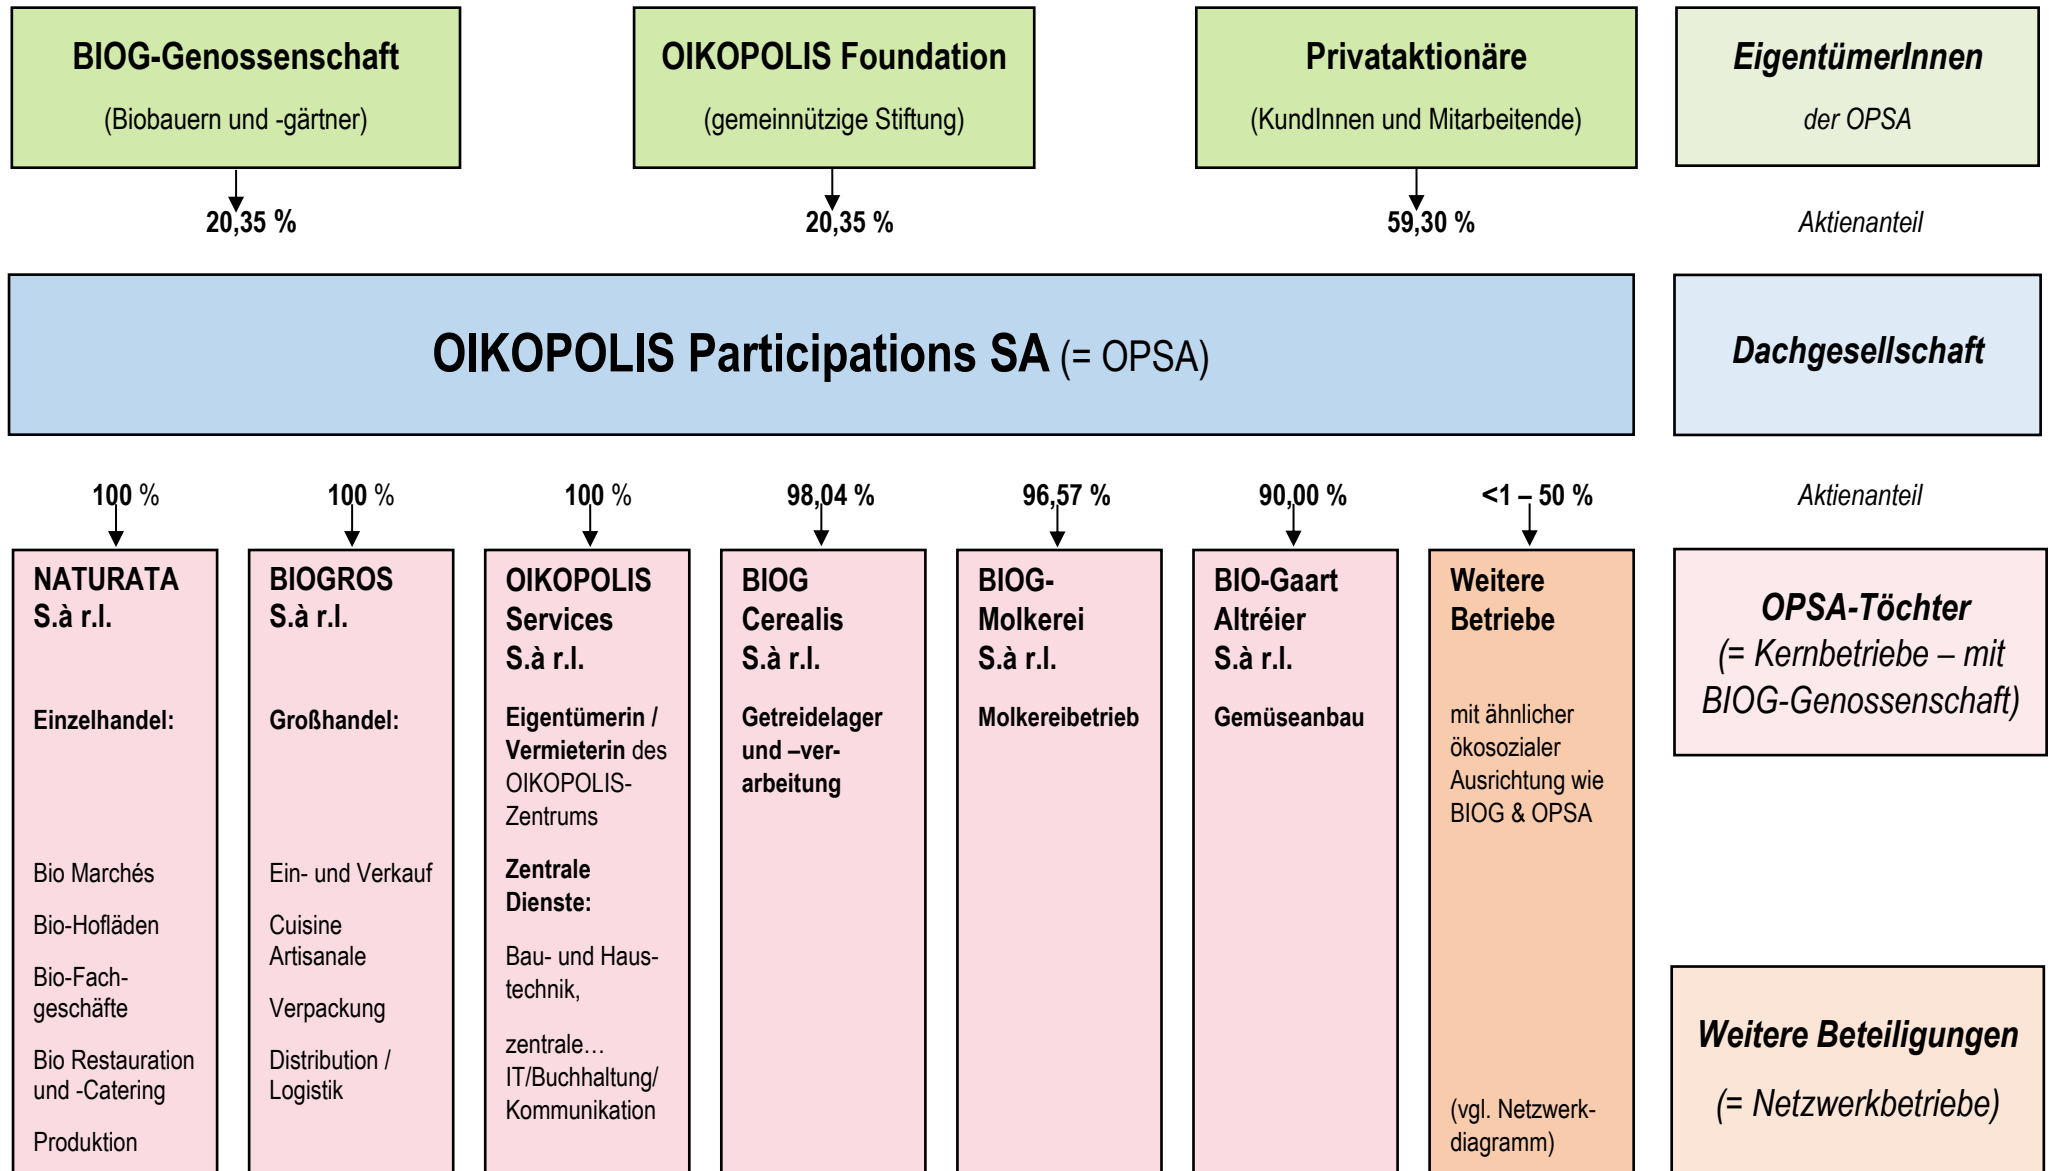 BIOG-Genossenschaft
(Biobauern und -gärtner)
OIKOPOLIS Foundation
(gemeinnützige Stiftung)
Privataktionäre
(KundInnen und Mitarbeitende)
EigentümerInnen
der OPSA
20,35 %
20,35 %
59,30 %
Aktienanteil
OIKOPOLIS Participations SA (= OPSA)
Dachgesellschaft
100 %
100 %
100 %
98,04 %
96,57 %
90,00 %
<1 – 50 %
Aktienanteil
NATURATA
S.à r.l.
Einzelhandel:
Bio Marchés
Bio-Hofläden
Bio-Fach-
geschäfte
Bio Restauration
und -Catering
Produktion
BIOGROS
S.à r.l.
Großhandel:
Ein- und Verkauf
Cuisine
Artisanale
Verpackung
Distribution /
Logistik
OIKOPOLIS
Services
S.à r.l.
Eigentümerin /
Vermieterin des
OIKOPOLIS-
Zentrums
Zentrale
Dienste:
Bau- und Haus-
technik,
zentrale…
IT/Buchhaltung/
Kommunikation
BIOG
Cerealis
S.à r.l.
Getreidelager
und –ver-
arbeitung
BIOG-
Molkerei
S.à r.l.
Molkereibetrieb
BIO-Gaart
Altréier
S.à r.l.
Gemüseanbau
Weitere
Betriebe
mit ähnlicher
ökosozialer
Ausrichtung wie
BIOG & OPSA
(vgl. Netzwerk-
diagramm)
OPSA-Töchter
(= Kernbetriebe – mit
BIOG-Genossenschaft)
Weitere Beteiligungen
(= Netzwerkbetriebe)